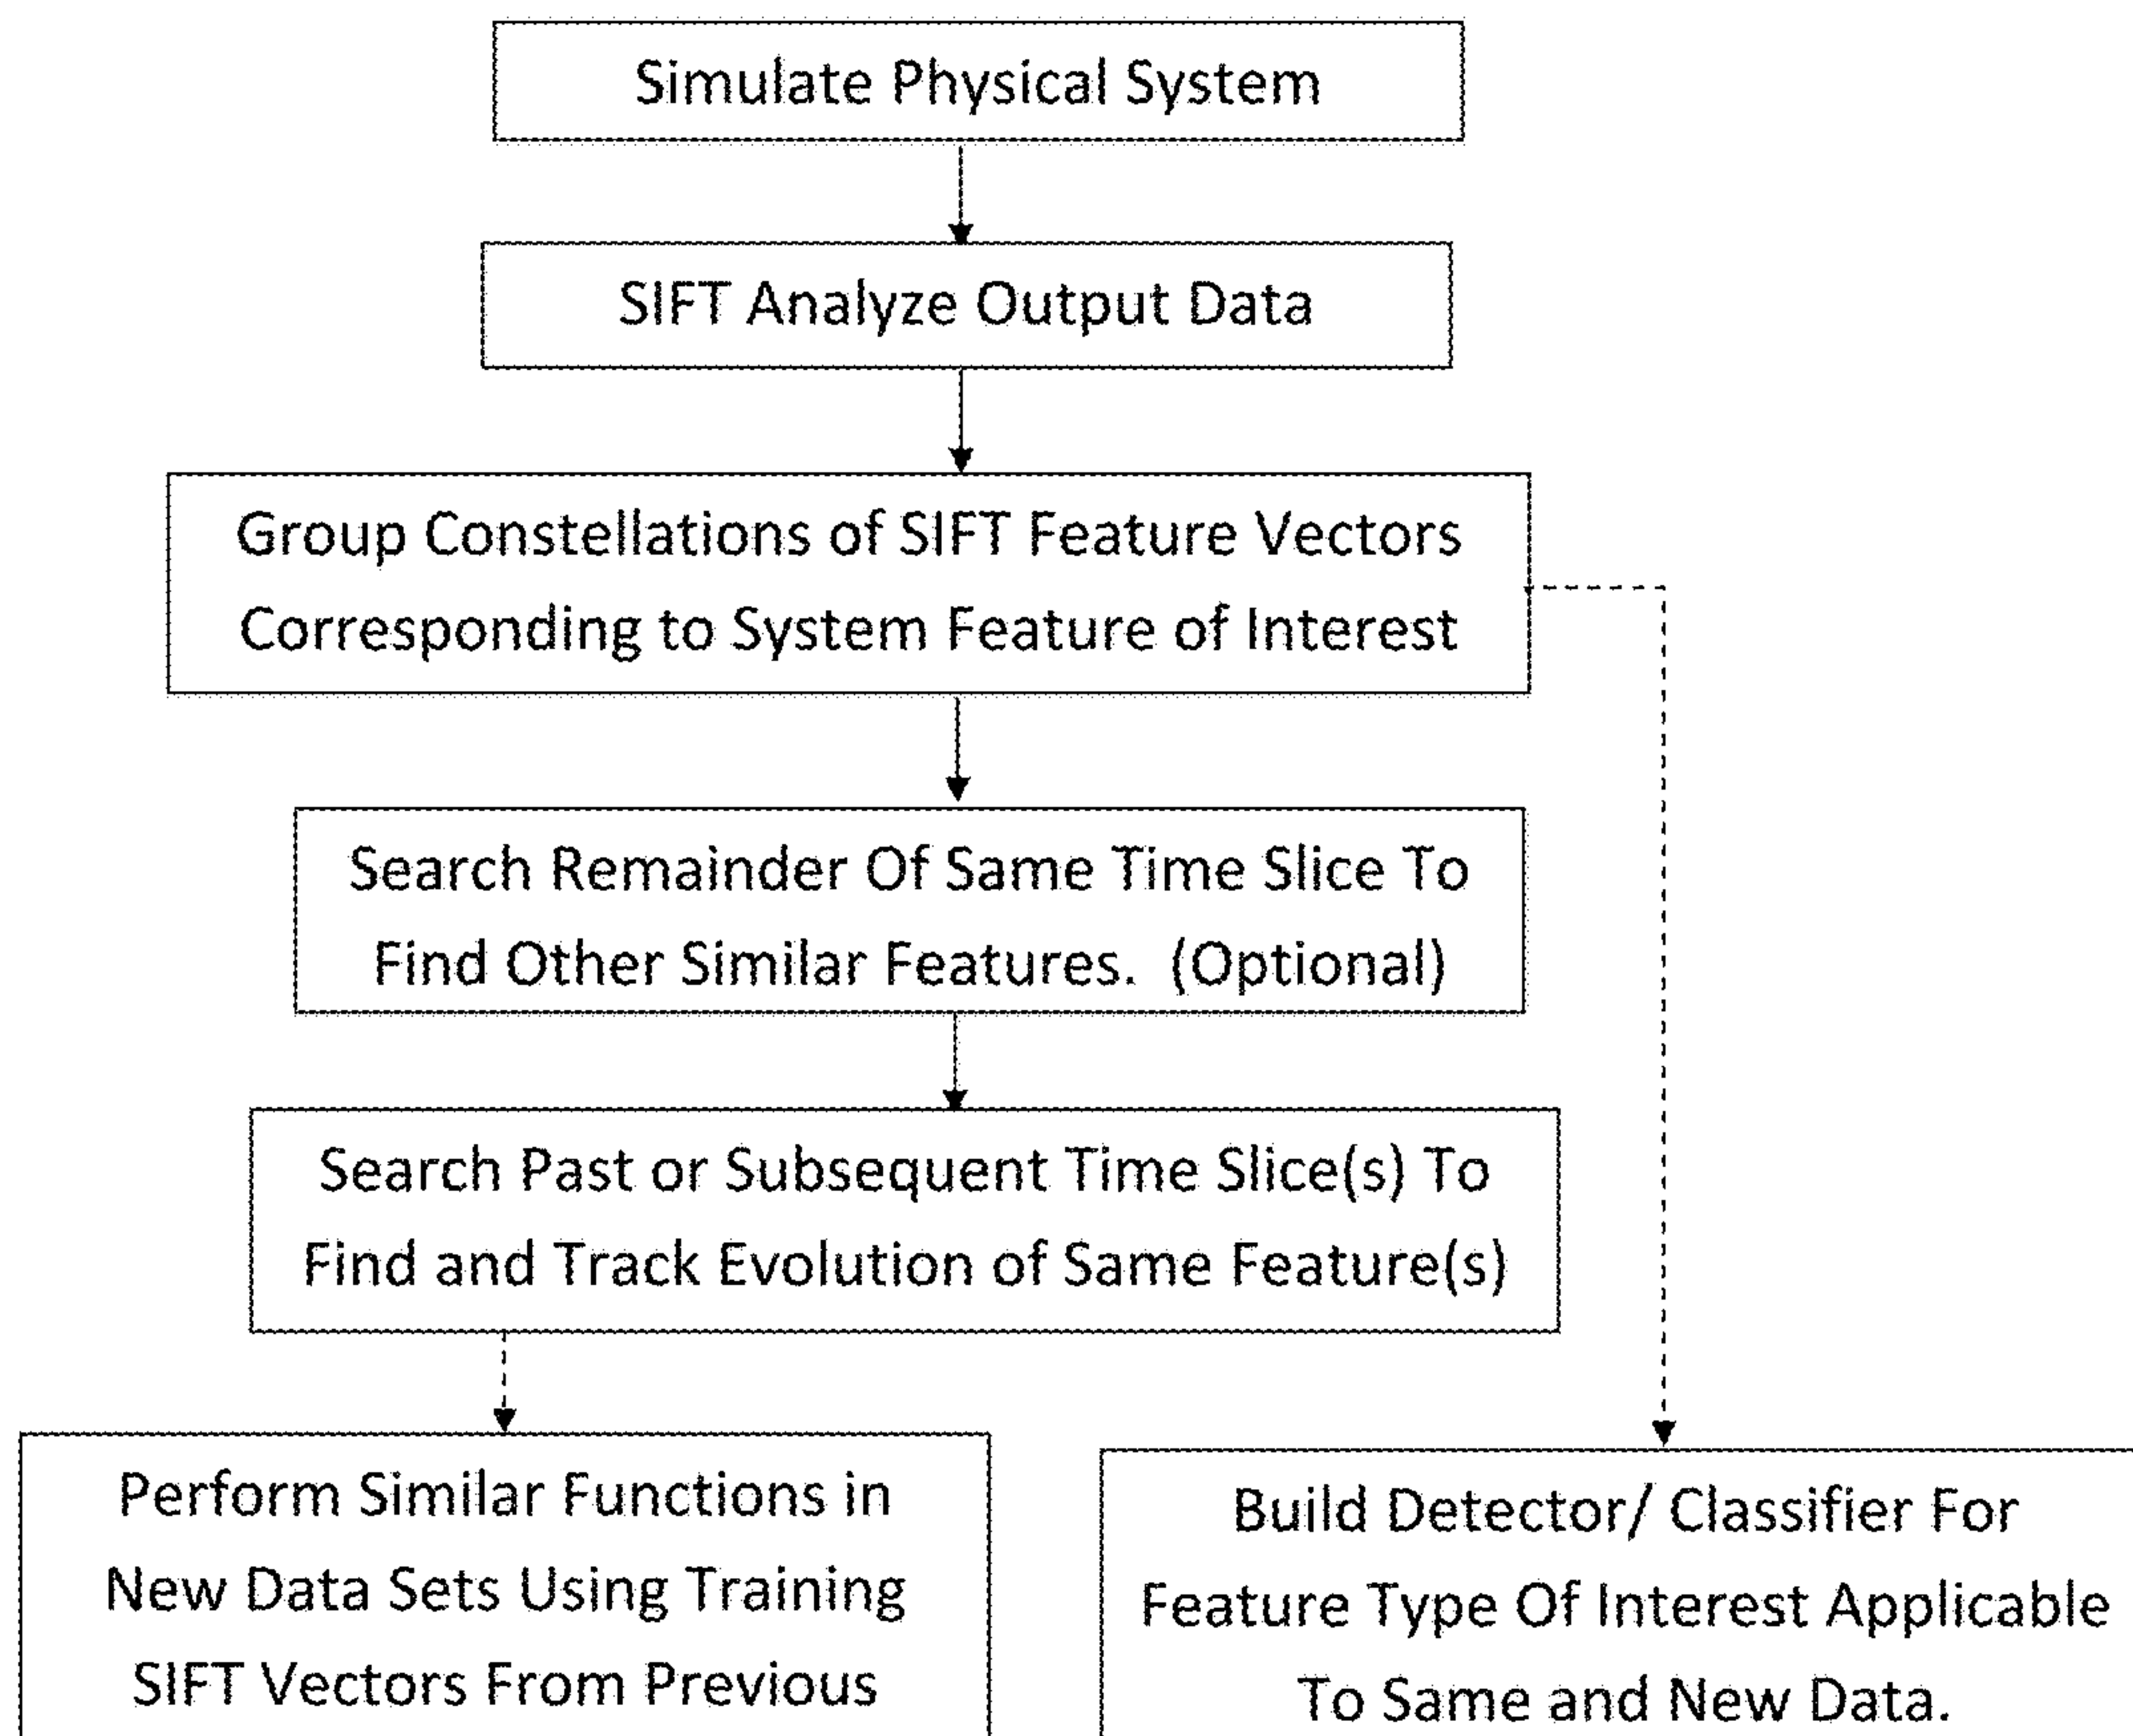 Simulate Physical System
SIFT Analyze Output Data
Group Constellations of SIFT Feature Vectors
Corresponding to System Feature of Interest
Search Remainder Of Same Time Slice To
Find Other Similar Features. (Optional)
Search Past or Subsequent Time Slice(s) To
Find and Track Evolution of Same Feature(s)
Perform Similar Functions in
New Data Sets Using Training
SIFT Vectors From Previous
Build Detector/ Classifier For
Feature Type Of Interest Applicable
To Same and New Data.